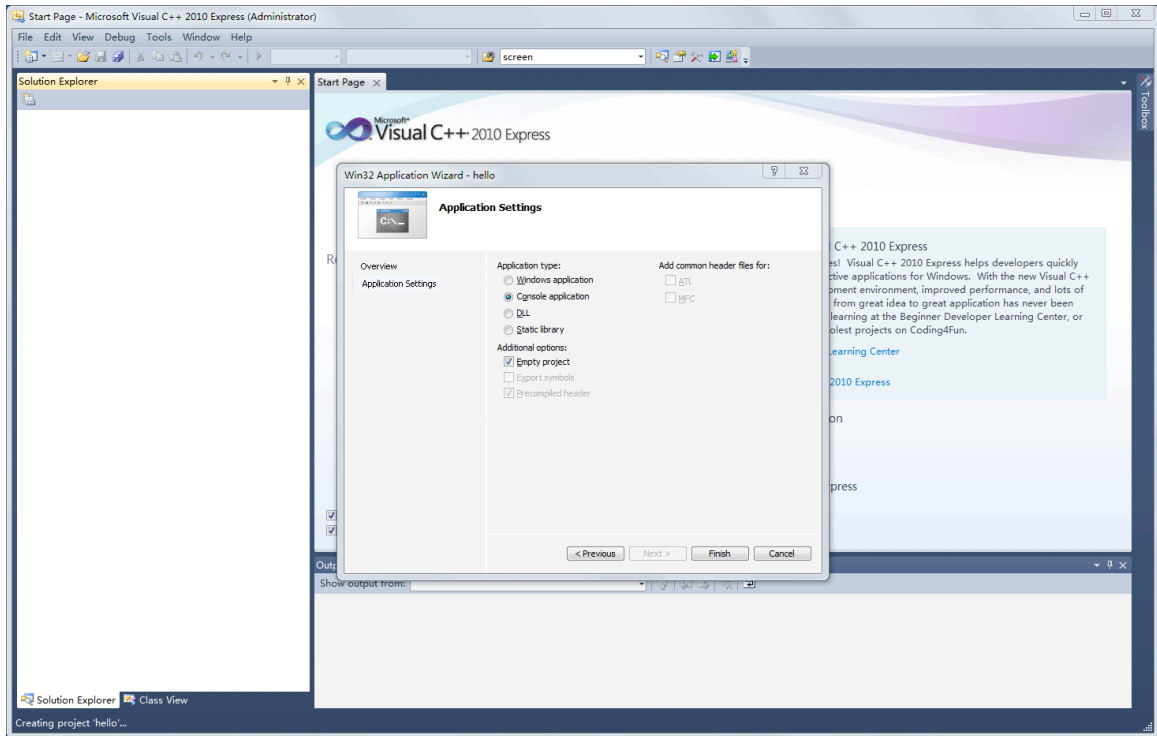 Start Page - Microsoft Visual C++ 2010 Express (Administrator)
File Edit View Debug Tools Window Help
screen
Solution Explorer
Start Page
Toolbox
Microsoft®
Visual C++ 2010 Express
Win32 Application Wizard - hello
C:\_
Application Settings
Overview
Application Settings
Application type:
Windows application
Console application
DLL
Static library
Additional options:
Empty project
Export symbols
Precompiled header
Add common header files for:
ATL
MFC
< Previous
Next >
Finish
Cancel
C++ 2010 Express
Visual C++ 2010 Express helps developers quickly
applications for Windows. With the new Visual C++
environment, improved performance, and lots of
from great idea to great application has never been
learning at the Beginner Developer Learning Center, or
projects on Coding4Fun.
Learning Center
2010 Express
Show output from:
Solution Explorer
Class View
Creating project 'hello'...